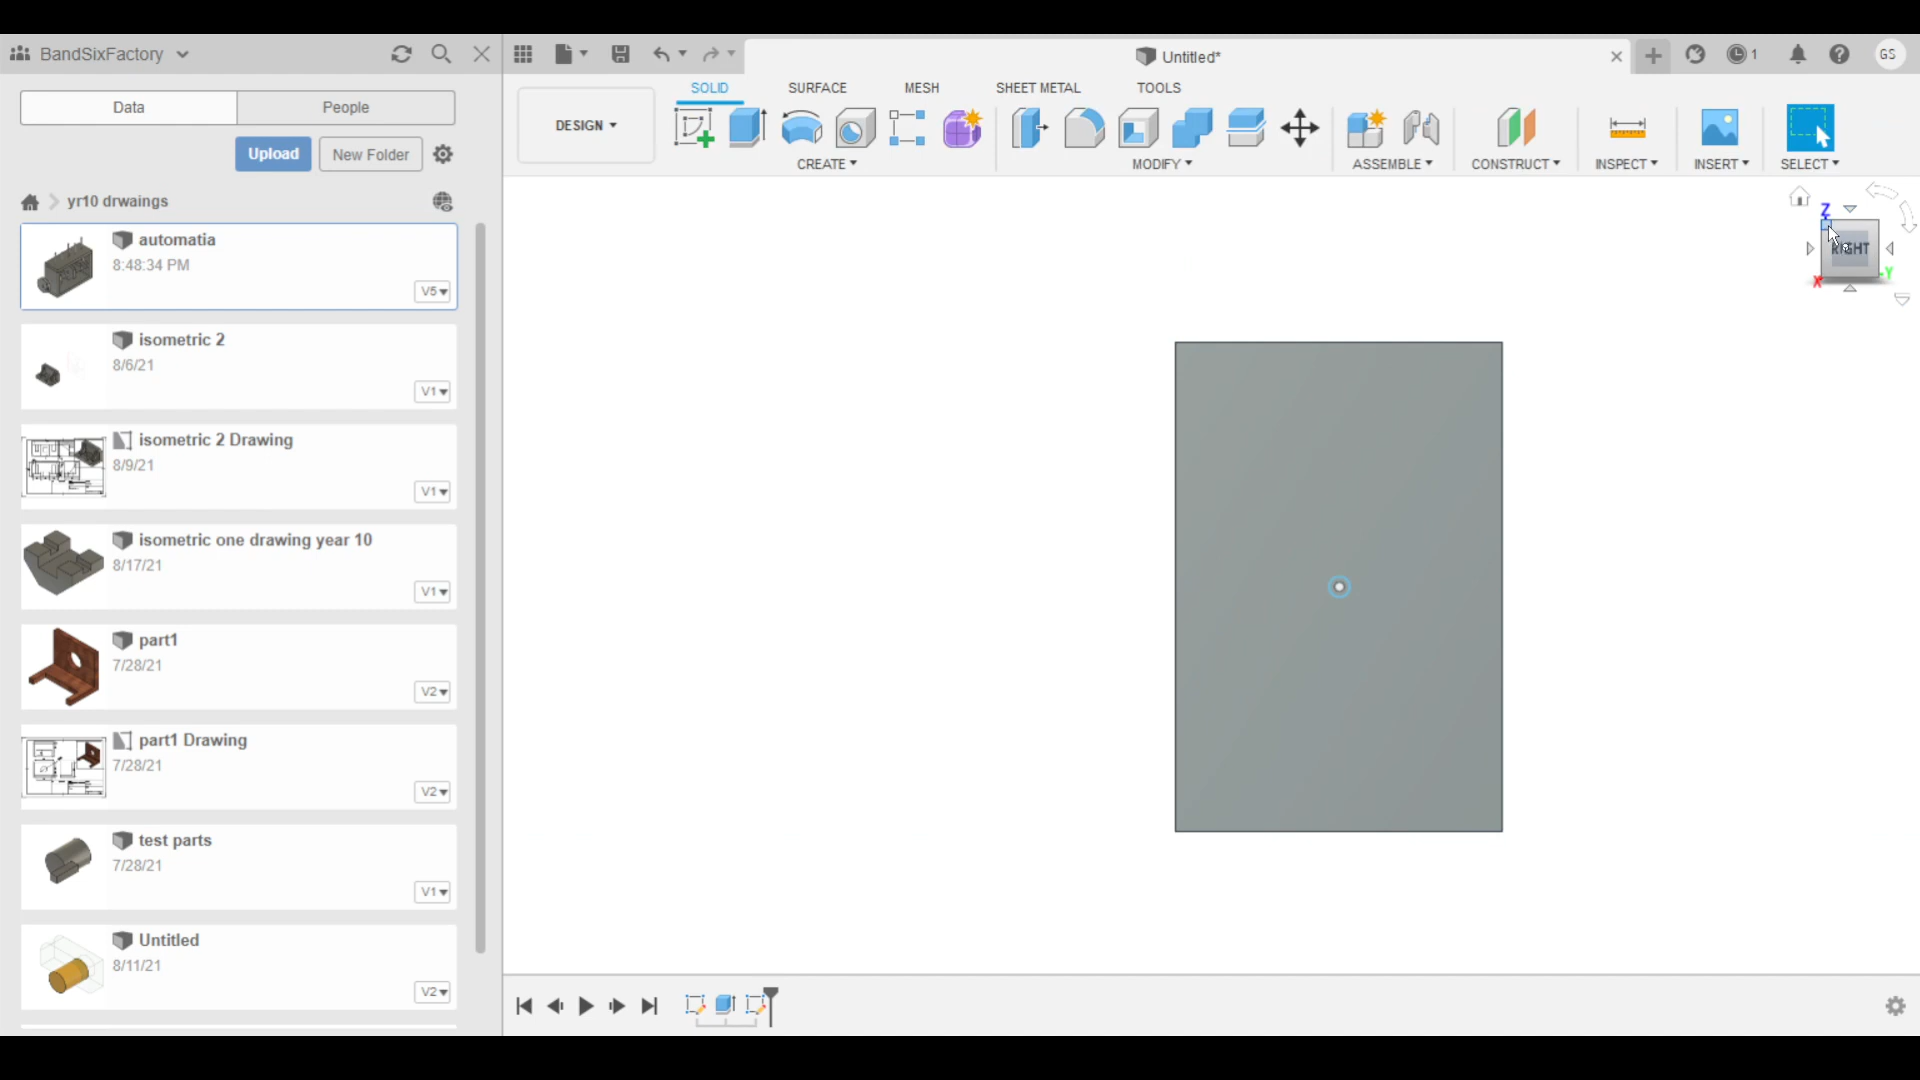 BandSixFactory
Untitled*
1
GS
Data
People
Upload
New Folder
yr10 drwaings
automatia
8:48:34 PM
V5
isometric 2
8/6/21
V1
isometric 2 Drawing
8/9/21
V1
isometric one drawing year 10
8/17/21
V1
part1
7/28/21
V2
part1 Drawing
7/28/21
V2
test parts
7/28/21
V1
Untitled
8/11/21
V2
DESIGN
SOLID
SURFACE
MESH
SHEET METAL
TOOLS
CREATE
MODIFY
ASSEMBLE
CONSTRUCT
INSPECT
INSERT
SELECT
Z
RIGHT
X
-Y